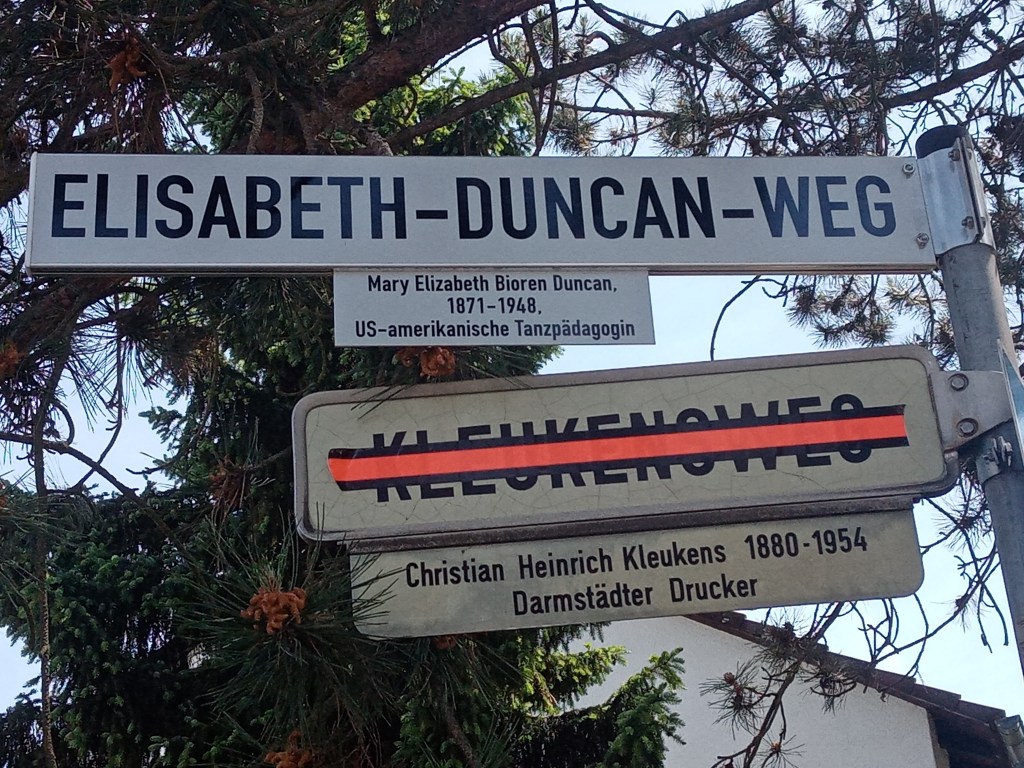 ELISABETH-DUNCAN-WEG
Mary Elizabeth Bioren Duncan,
1871-1948,
US-amerikanische Tanzpädagogin
KLEUKENSWEG
Christian Heinrich Kleukens 1880-1954
Darmstädter Drucker